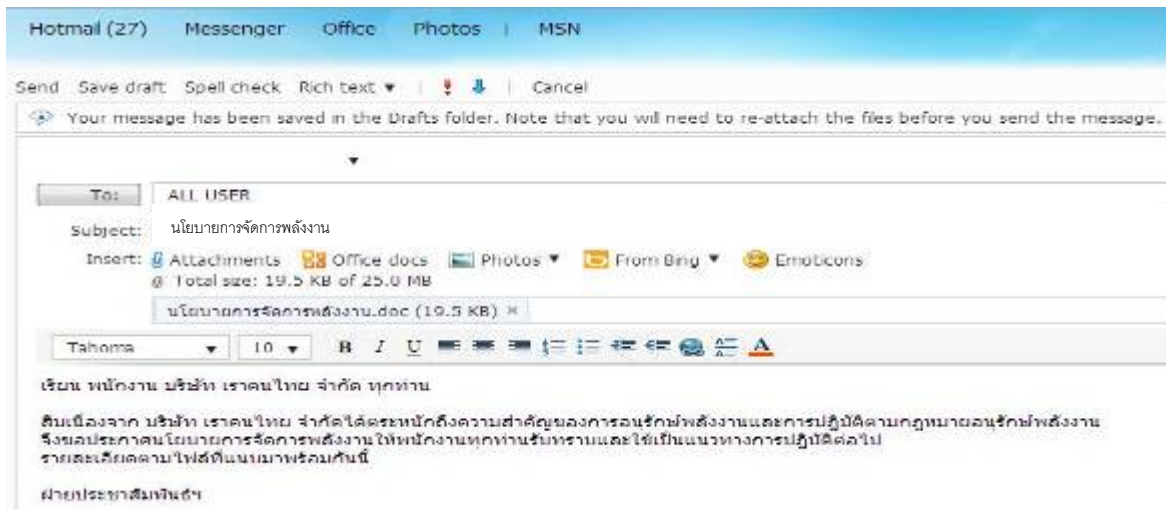 Hotmail (27) Messenger Office Photos | MSN
Send Save draft Spell check Rich text | Cancel
Your message has been saved in the Drafts folder. Note that you will need to re-attach the files before you send the message.
To: ALL USER
Subject: นโยบายการจัดการพลังงาน
Insert: Attachments Office docs Photos From Bing Emoticons
Total size: 19.5 KB of 25.0 MB
นโยบายการจัดการพลังงาน.doc (19.5 KB) ×
Tahoma 10 B I U A
เรียน พนักงาน บริษัท เราคนไทย จำกัด ทุกท่าน
สืบเนื่องจาก บริษัท เราคนไทย จำกัดได้ตระหนักถึงความสำคัญของการอนุรักษ์พลังงานและการปฏิบัติตามกฎหมายอนุรักษ์พลังงาน
จึงขอประกาศนโยบายการจัดการพลังงานให้พนักงานทุกท่านรับทราบและใช้เป็นแนวทางการปฏิบัติต่อไป
รายละเอียดตามไฟล์ที่แนบมาพร้อมกันนี้
ฝ่ายประชาสัมพันธ์ฯ